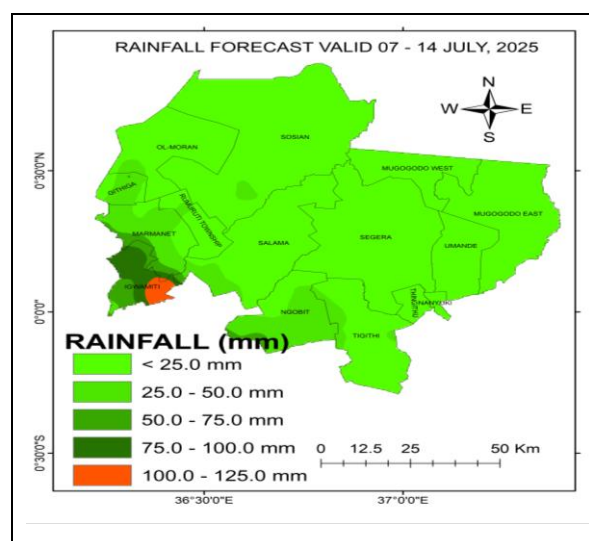 RAINFALL FORECAST VALID 07 - 14 JULY, 2025
N
W E
S
SOSIAN
OL-MORAN
0°30'N
MUGOGODO WEST
GITHIGA
MUGOGODO EAST
RUMURUTI TOWNSHIP
MARMANET
SEGERA
SALAMA
UMANDE
IGWAMITI
NANYUKI
THINGITHU
0°0'0"
NGOBIT
TIGITHI
RAINFALL (mm)
< 25.0 mm
25.0 - 50.0 mm
50.0 - 75.0 mm
75.0 - 100.0 mm
100.0 - 125.0 mm
0 12.5 25 50 Km
0°30'S
36°30'0"E 37°0'0"E